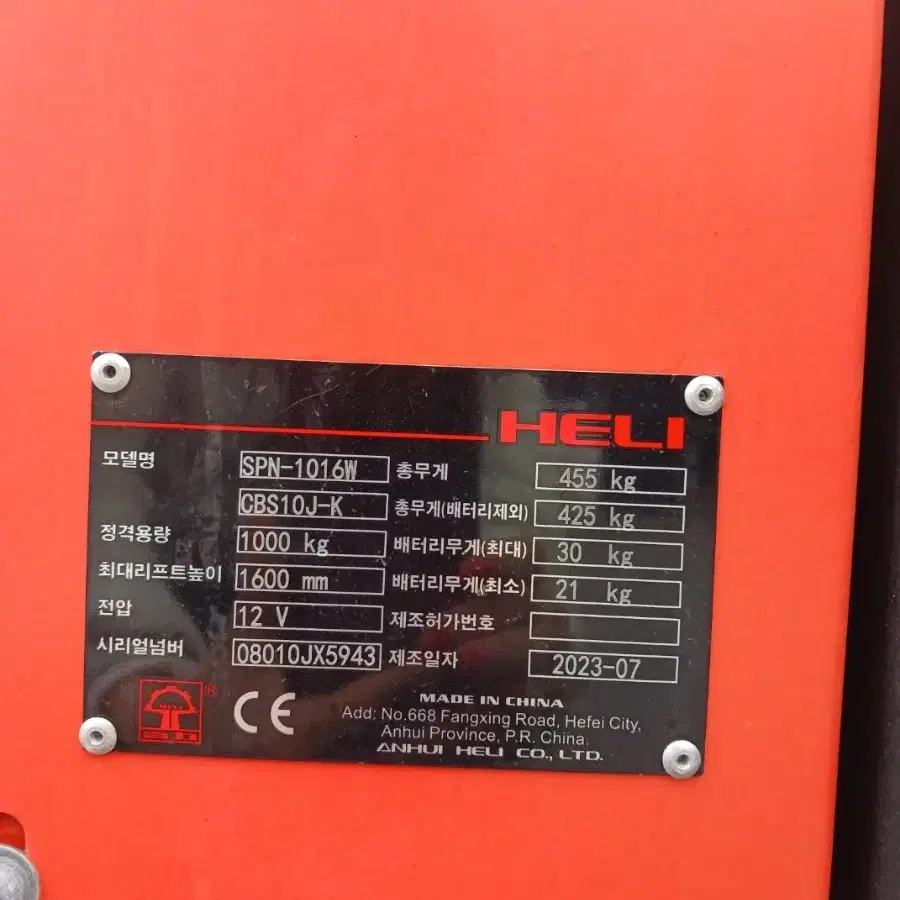 HELI
모델명 SPN-1016W 총무게 455 kg
CBS10J-K 총무게(배터리제외) 425 kg
정격용량 1000 kg 배터리무게(최대) 30 kg
최대리프트높이 1600 mm 배터리무게(최소) 21 kg
전압 12 V 제조허가번호
시리얼넘버 08010JX5943 제조일자 2023-07
® CE
MADE IN CHINA
Add: No.668 Fangxing Road, Hefei City,
Anhui Province, P.R. China.
ANHUI HELI CO., LTD.